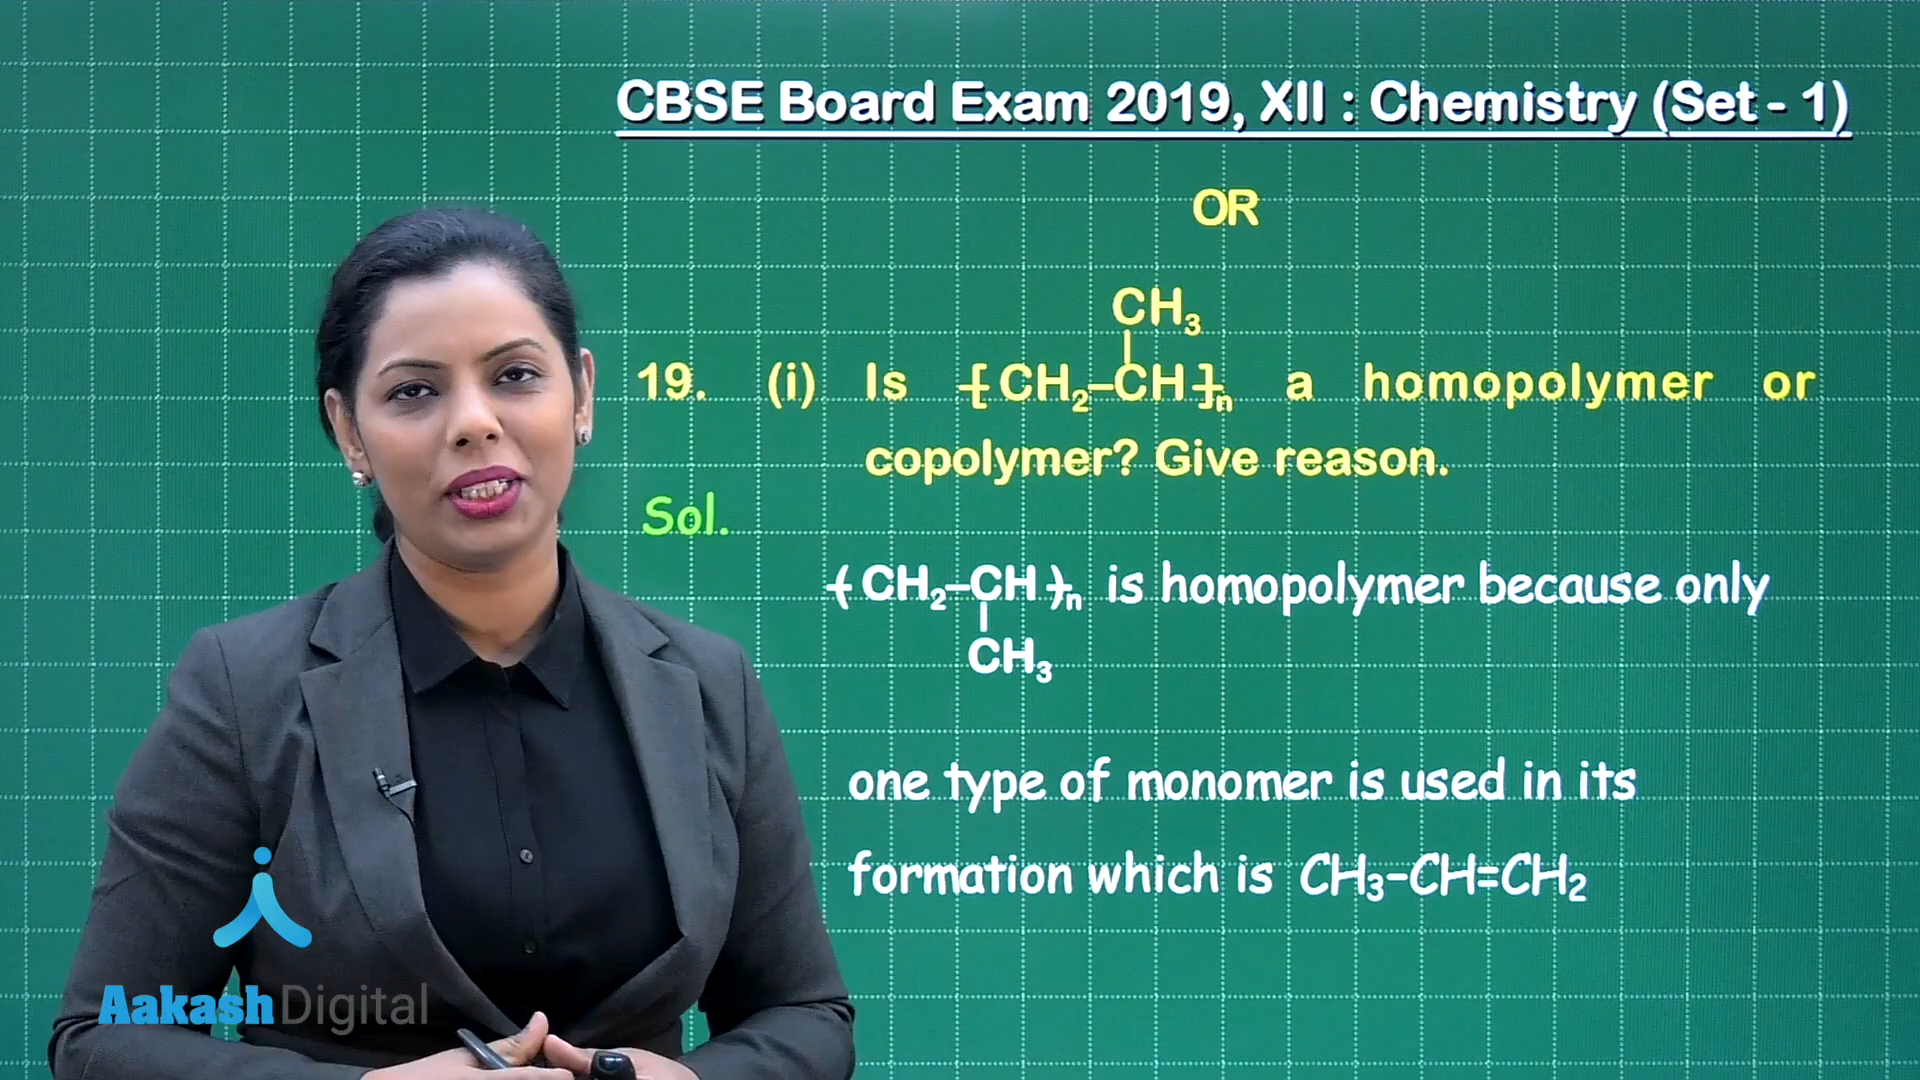 CBSE Board Exam 2019, XII : Chemistry (Set - 1)
OR
CH₃
19. (i) Is -[CH₂–CH]-ₙ a homopolymer or
copolymer? Give reason.
Sol.
-(CH₂–CH)-ₙ is homopolymer because only
CH₃
one type of monomer is used in its
formation which is CH₃–CH=CH₂
Aakash Digital